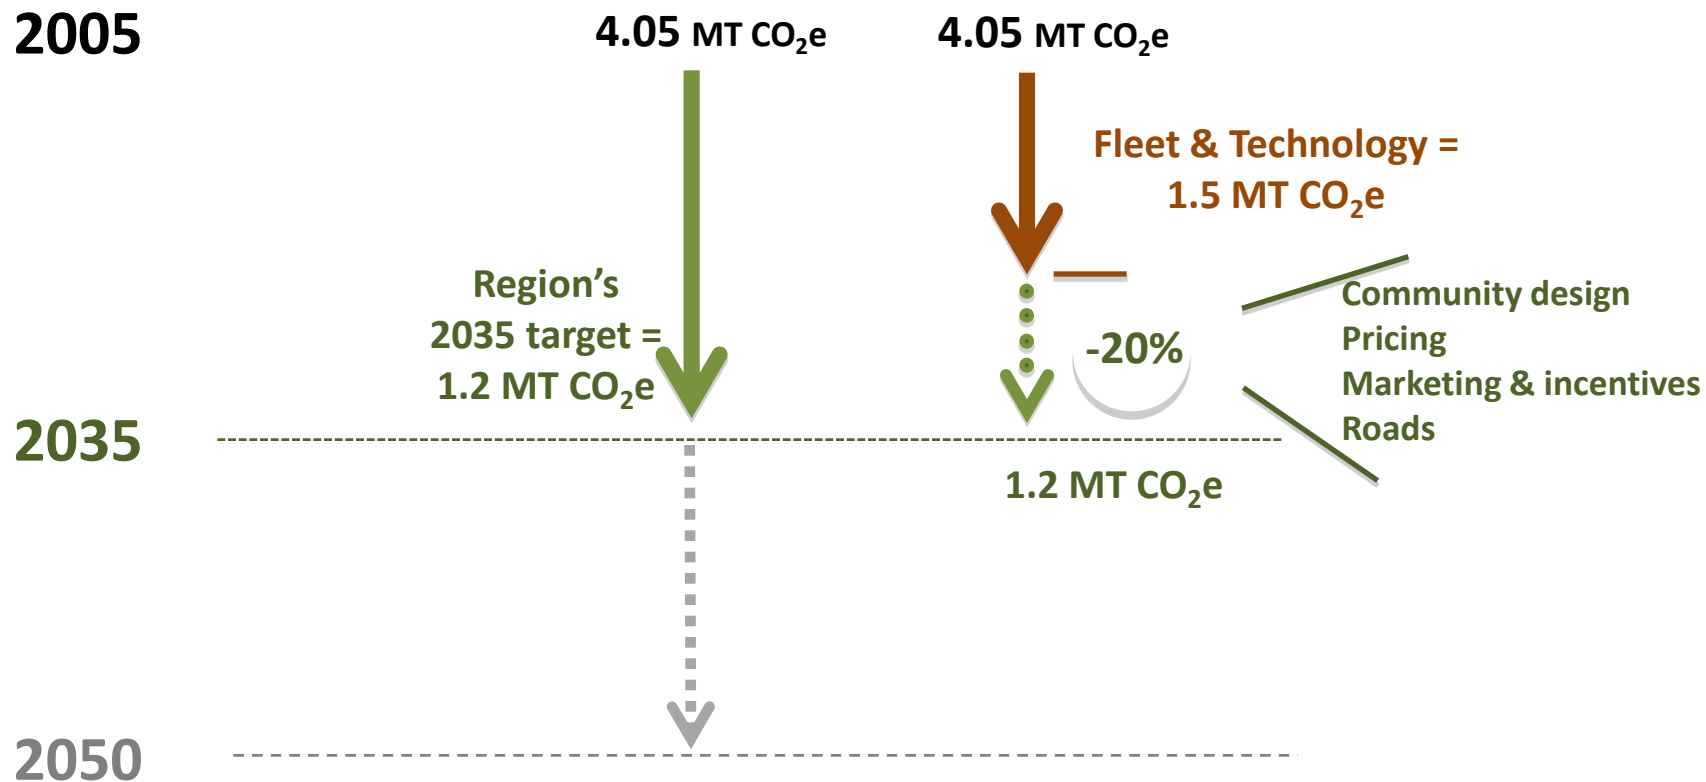 2005
4.05 MT CO₂e
4.05 MT CO₂e
Fleet & Technology =
1.5 MT CO₂e
Region’s
2035 target =
1.2 MT CO₂e
-20%
Community design
Pricing
Marketing & incentives
Roads
2035
1.2 MT CO₂e
2050